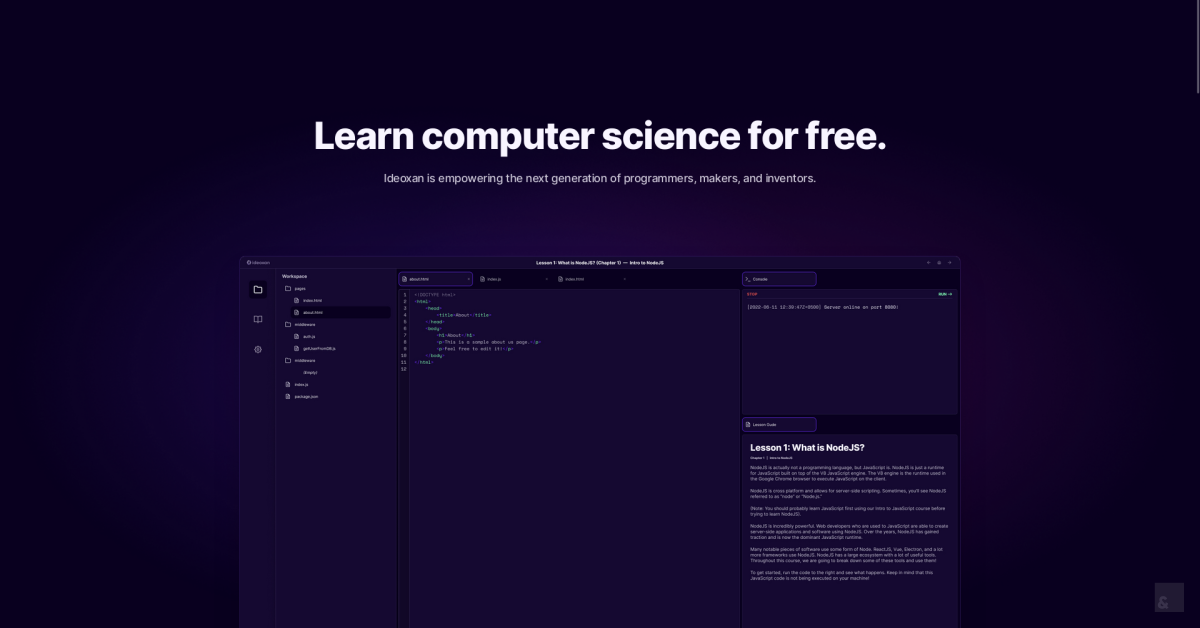 Learn computer science for free.
Ideoxan is empowering the next generation of programmers, makers, and inventors.
Ideoxan
Lesson 1: What is NodeJS? (Chapter 1) — Intro to NodeJS
Workspace
pages
index.html
about.html
middleware
auth.js
getUserFromDB.js
middleware
(Empty)
index.js
package.json
about.html
index.js
index.html
1 <!DOCTYPE html>
2 <html>
3 <head>
4 <title>About</title>
5 </head>
6 <body>
7 <h1>About</h1>
8 <p>This is a sample about us page.</p>
9 <p>Feel free to edit it!</p>
10 </body>
11 </html>
12
Console
STOP
RUN
[2022-06-11 12:39:47Z+0500] Server online on port 8080!
Lesson Guide
Lesson 1: What is NodeJS?
Chapter 1 | Intro to NodeJS
NodeJS is actually not a programming language, but JavaScript is. NodeJS is just a runtime
for JavaScript built on top of the V8 JavaScript engine. The V8 engine is the runtime used in
the Google Chrome browser to execute JavaScript on the client.
NodeJS is cross platform and allows for server-side scripting. Sometimes, you'll see NodeJS
referred to as "node" or "Node.js."
(Note: You should probably learn JavaScript first using our Intro to JavaScript course before
trying to learn NodeJS).
NodeJS is incredibly powerful. Web developers who are used to JavaScript are able to create
server-side applications and software using NodeJS. Over the years, NodeJS has gained
traction and is now the dominant JavaScript runtime.
Many notable pieces of software use some form of Node. ReactJS, Vue, Electron, and a lot
more frameworks use NodeJS. NodeJS has a large ecosystem with a lot of useful tools.
Throughout this course, we are going to break down some of these tools and use them!
To get started, run the code to the right and see what happens. Keep in mind that this
JavaScript code is not being executed on your machine!
&